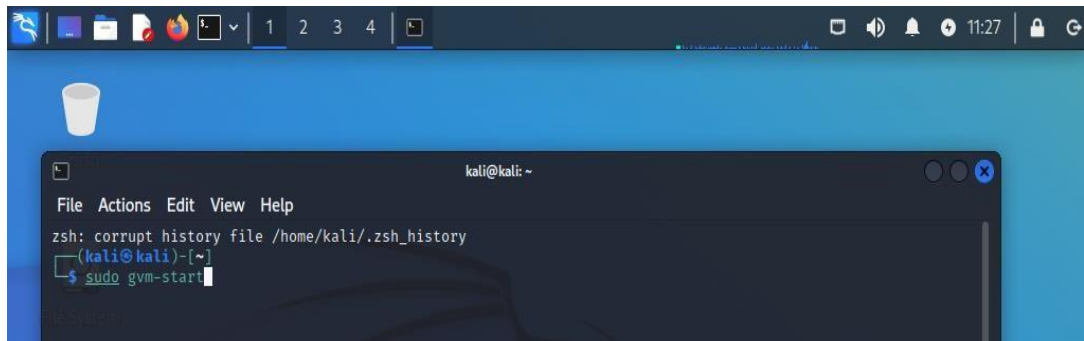 1 2 3 4 11:27
kali@kali: ~
File Actions Edit View Help
zsh: corrupt history file /home/kali/.zsh_history
┌──(kali㉿kali)-[~]
└─$ sudo gvm-start
File System